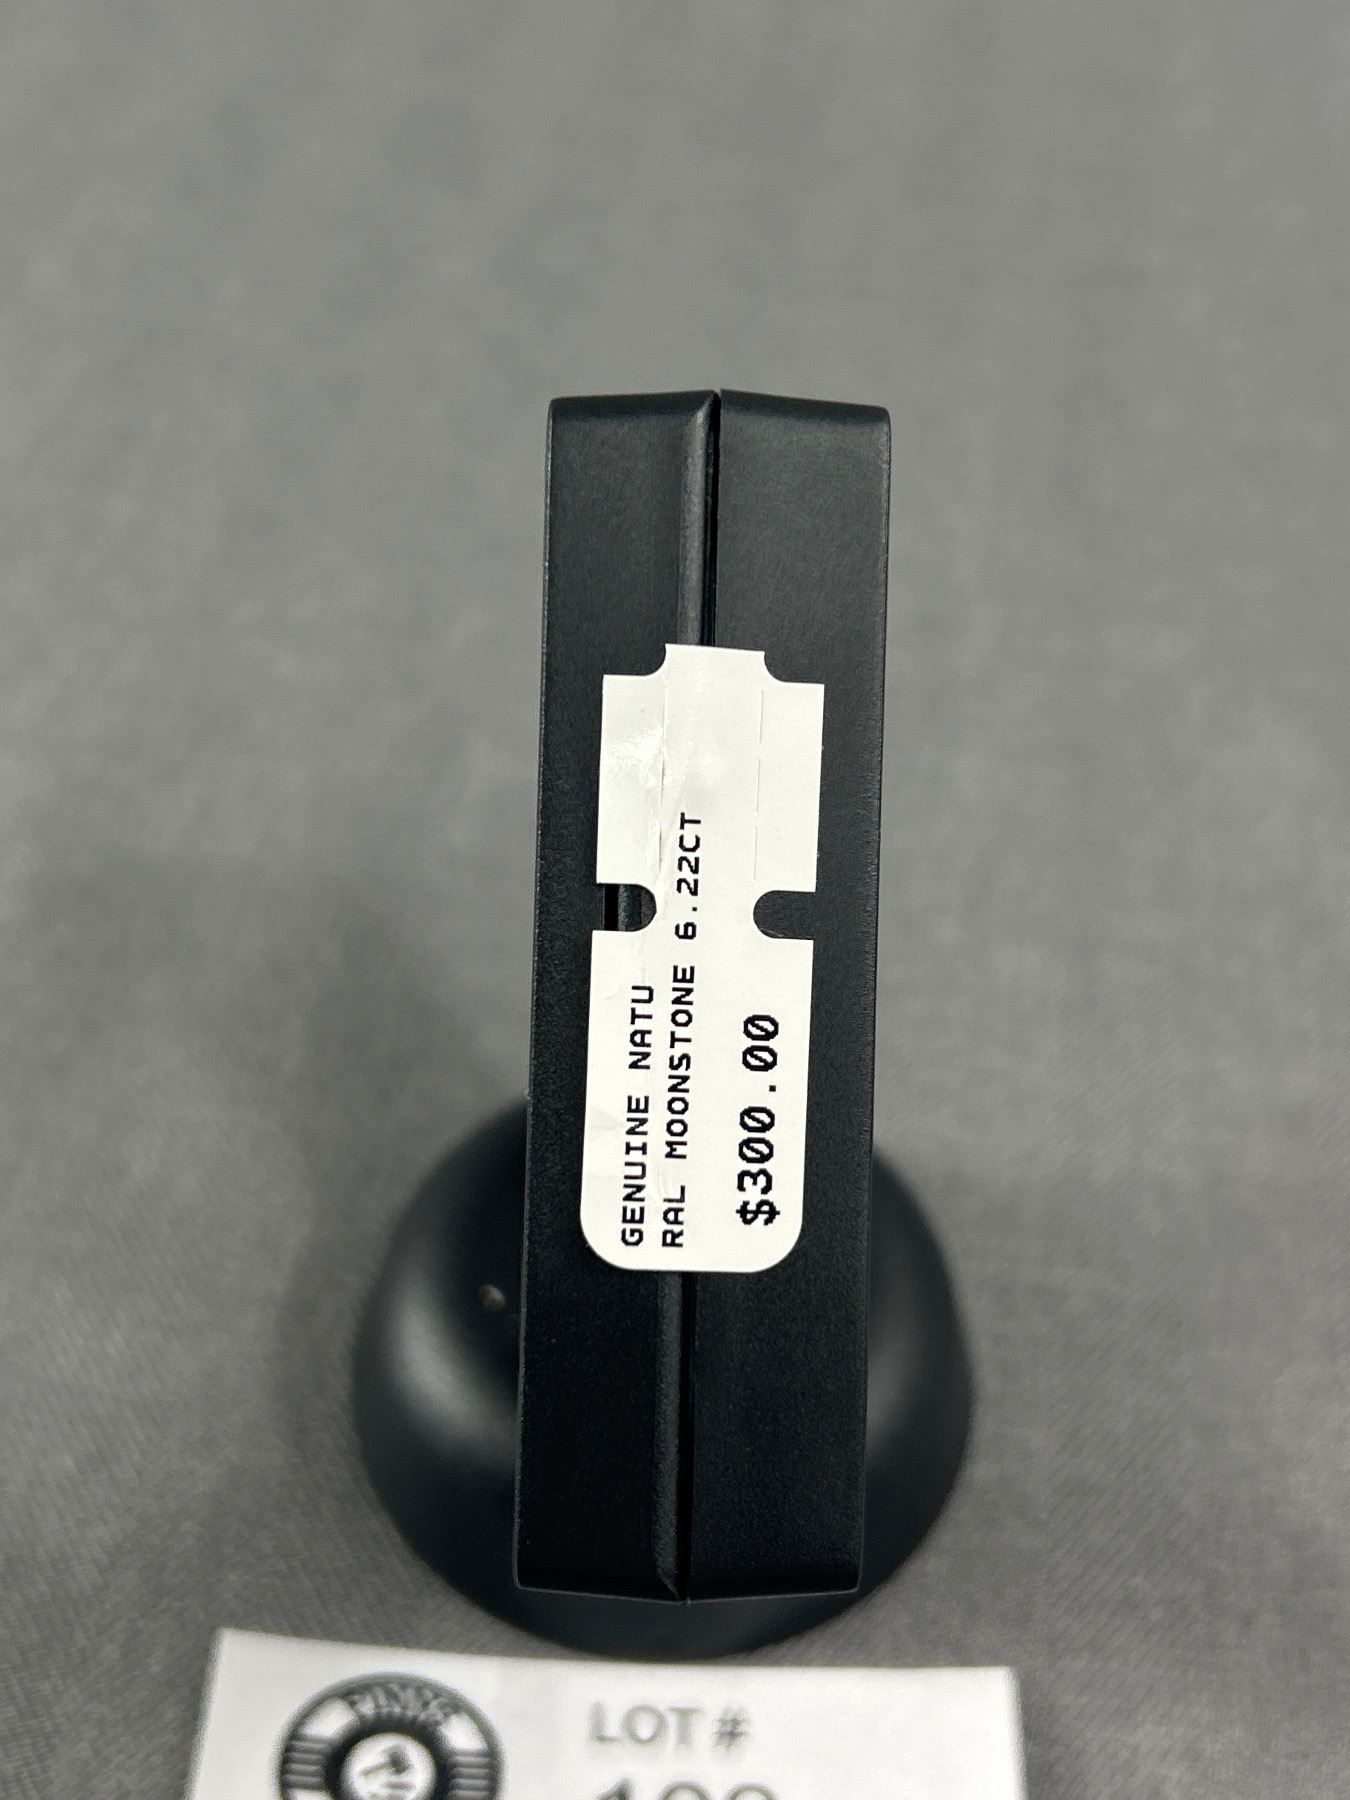 GENUINE NATU
RAL MOONSTONE 6.22CT
$300.00
LOT #